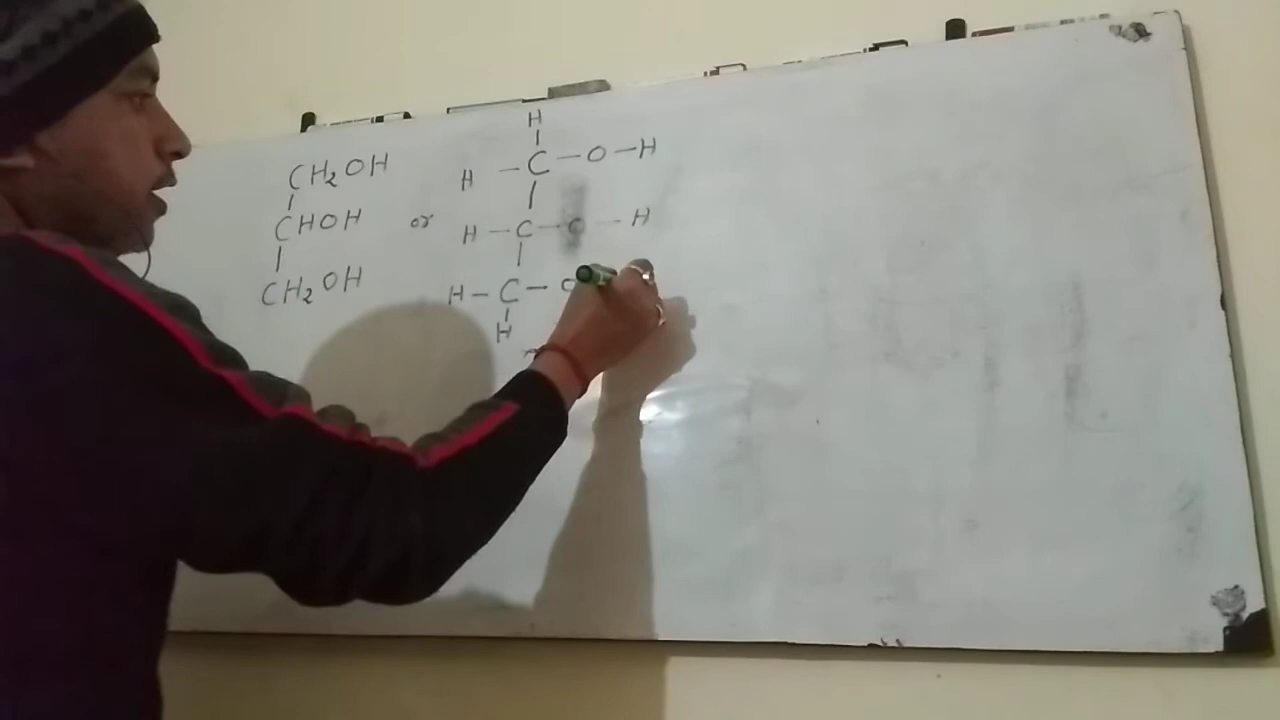 H
CH2OH H — C — O — H
CHOH or H — C — O — H
CH2OH H — C —
H